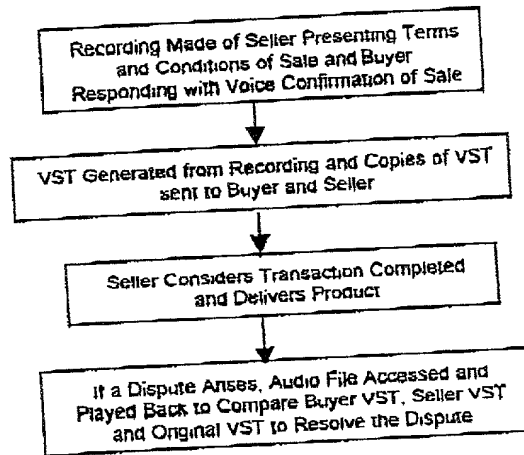 Recording Made of Seller Presenting Terms
and Conditions of Sale and Buyer
Responding with Voice Confirmation of Sale
VST Generated from Recording and Copies of VST
sent to Buyer and Seller
Seller Considers Transaction Completed
and Delivers Product
If a Dispute Arises, Audio File Accessed and
Played Back to Compare Buyer VST, Seller VST
and Original VST to Resolve the Dispute